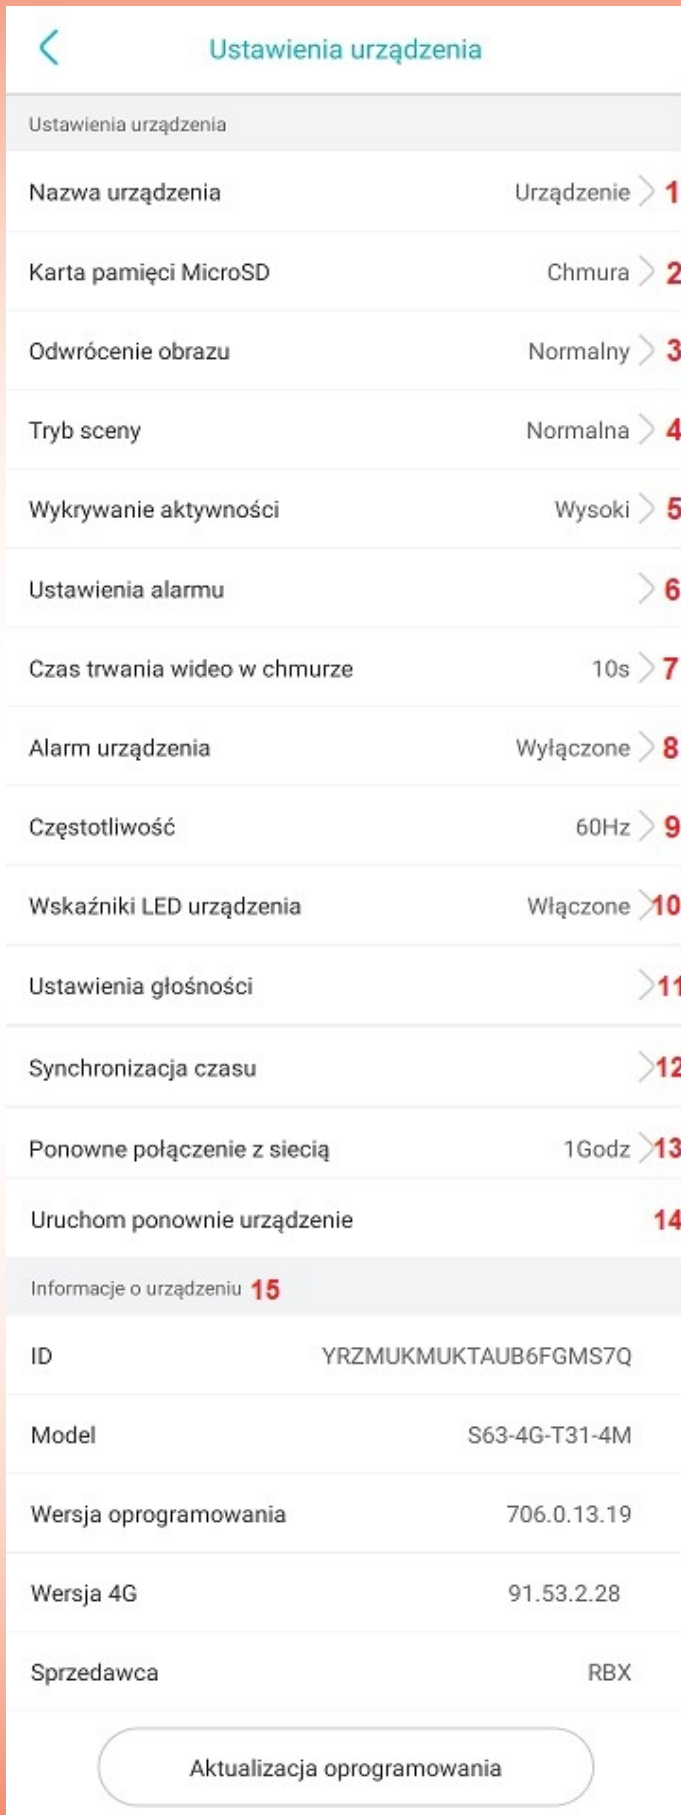 Ustawienia urządzenia
Ustawienia urządzenia
Nazwa urządzenia Urządzenie 1
Karta pamięci MicroSD Chmura 2
Odwrócenie obrazu Normalny 3
Tryb sceny Normalna 4
Wykrywanie aktywności Wysoki 5
Ustawienia alarmu 6
Czas trwania wideo w chmurze 10s 7
Alarm urządzenia Wyłączone 8
Częstotliwość 60Hz 9
Wskaźniki LED urządzenia Włączone 10
Ustawienia głośności 11
Synchronizacja czasu 12
Ponowne połączenie z siecią 1Godz 13
Uruchom ponownie urządzenie 14
Informacje o urządzeniu 15
ID YRZMUKMUKTAUB6FGMS7Q
Model S63-4G-T31-4M
Wersja oprogramowania 706.0.13.19
Wersja 4G 91.53.2.28
Sprzedawca RBX
Aktualizacja oprogramowania